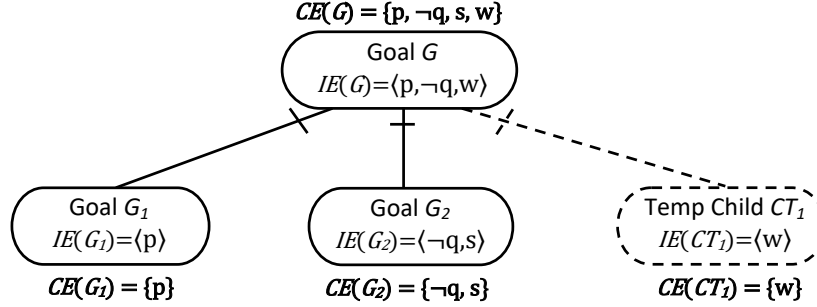 CE(G) = {p, ¬q, s, w}
Goal G
IE(G)=⟨p,¬q,w⟩
Goal G₁
IE(G₁)=⟨p⟩
CE(G₁) = {p}
Goal G₂
IE(G₂)=⟨¬q,s⟩
CE(G₂) = {¬q, s}
Temp Child CT₁
IE(CT₁)=⟨w⟩
CE(CT₁) = {w}